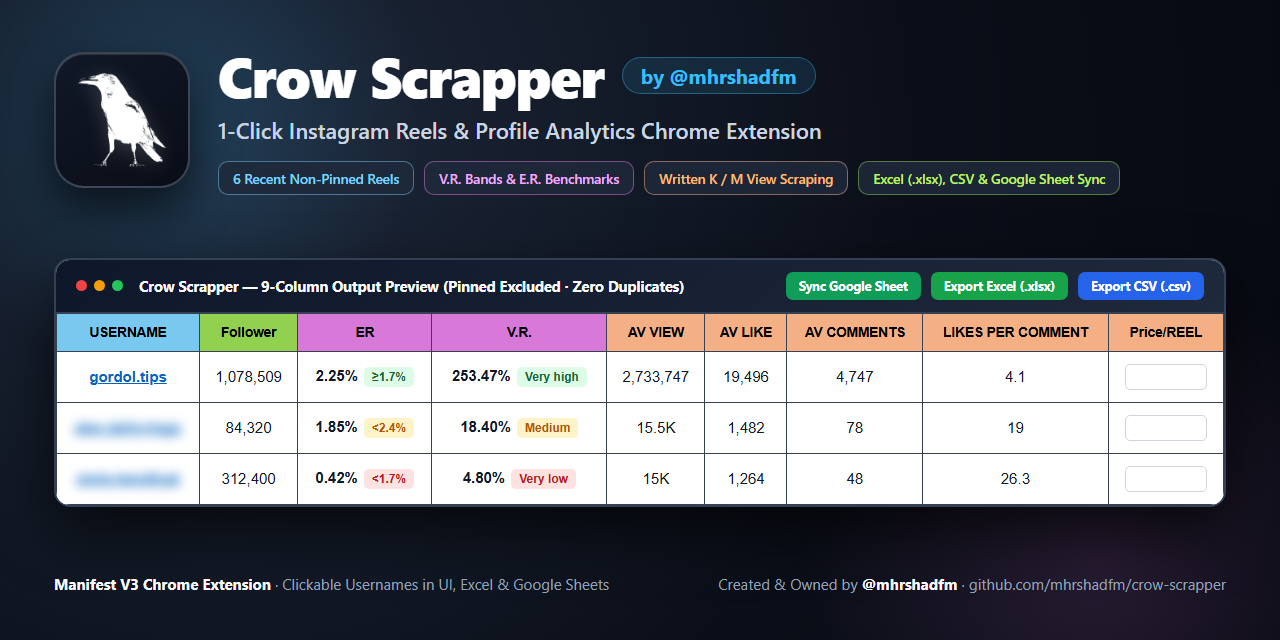 Crow Scrapper by @mhrshadfm
1-Click Instagram Reels & Profile Analytics Chrome Extension
6 Recent Non-Pinned Reels V.R. Bands & E.R. Benchmarks Written K / M View Scraping Excel (.xlsx), CSV & Google Sheet Sync
Crow Scrapper — 9-Column Output Preview (Pinned Excluded · Zero Duplicates) Sync Google Sheet Export Excel (.xlsx) Export CSV (.csv)
USERNAME Follower ER V.R. AV VIEW AV LIKE AV COMMENTS LIKES PER COMMENT Price/REEL
gordol.tips 1,078,509 2.25% ≥1.7% 253.47% Very high 2,733,747 19,496 4,747 4.1
84,320 1.85% <2.4% 18.40% Medium 15.5K 1,482 78 19
312,400 0.42% <1.7% 4.80% Very low 15K 1,264 48 26.3
Manifest V3 Chrome Extension · Clickable Usernames in UI, Excel & Google Sheets Created & Owned by @mhrshadfm · github.com/mhrshadfm/crow-scrapper